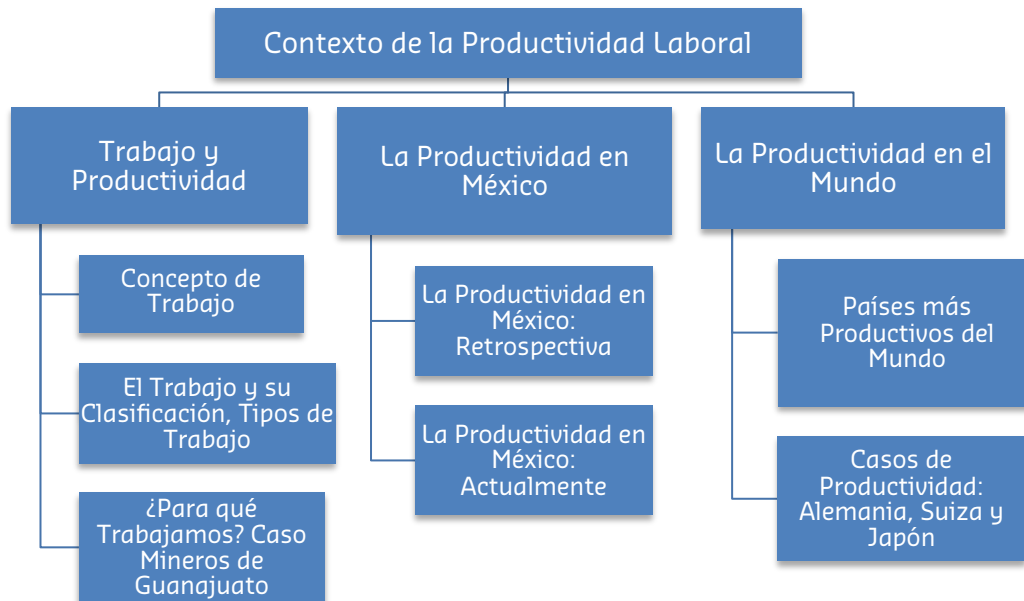 Contexto de la Productividad Laboral
Trabajo y
Productividad
Concepto de
Trabajo
El Trabajo y su
Clasificación, Tipos de
Trabajo
¿Para qué
Trabajamos? Caso
Mineros de
Guanajuato
La Productividad en
México
La Productividad en
México:
Retrospectiva
La Productividad en
México:
Actualmente
La Productividad en el
Mundo
Países más
Productivos del
Mundo
Casos de
Productividad:
Alemania, Suiza y
Japón